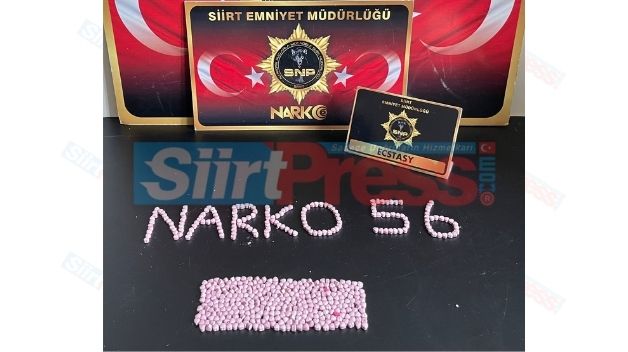 SİİRT EMNİYET MÜDÜRLÜĞÜ
SNP
NARKO
SİİRT
EMNİYET MÜDÜRLÜĞÜ
SNP
ECSTASY
SiirtPress.com
NARKO 56